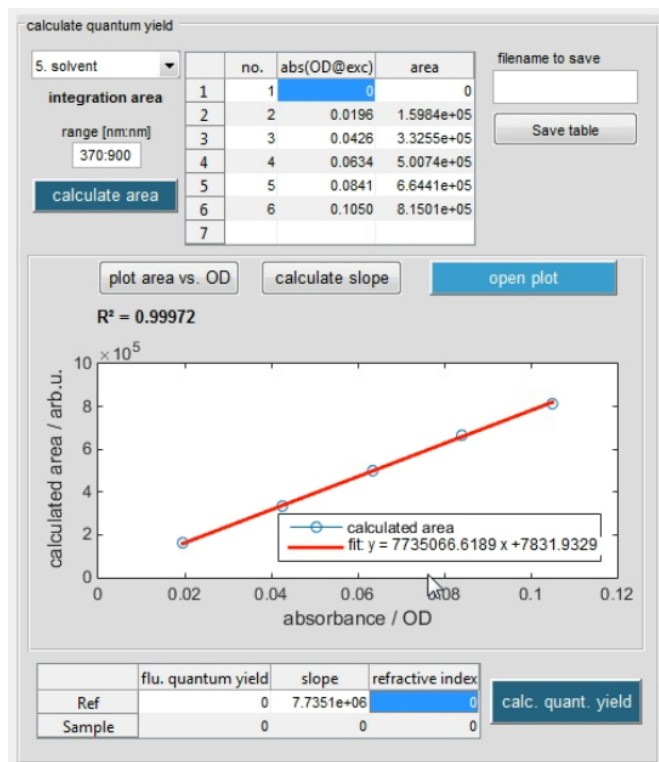 calculate quantum yield
5. solvent
integration area
range [nm:nm]
370:900
calculate area
no. abs(OD@exc) area
1 1 0 0
2 2 0.0196 1.5984e+05
3 3 0.0426 3.3255e+05
4 4 0.0634 5.0074e+05
5 5 0.0841 6.6441e+05
6 6 0.1050 8.1501e+05
7
filename to save
Save table
plot area vs. OD calculate slope open plot
R² = 0.99972
× 10⁵
10
8
6
4
2
0
calculated area / arb.u.
calculated area
fit: y = 7735066.6189 x +7831.9329
0 0.02 0.04 0.06 0.08 0.1 0.12
absorbance / OD
flu. quantum yield slope refractive index
Ref 0 7.7351e+06 0
Sample 0 0 0
calc. quant. yield